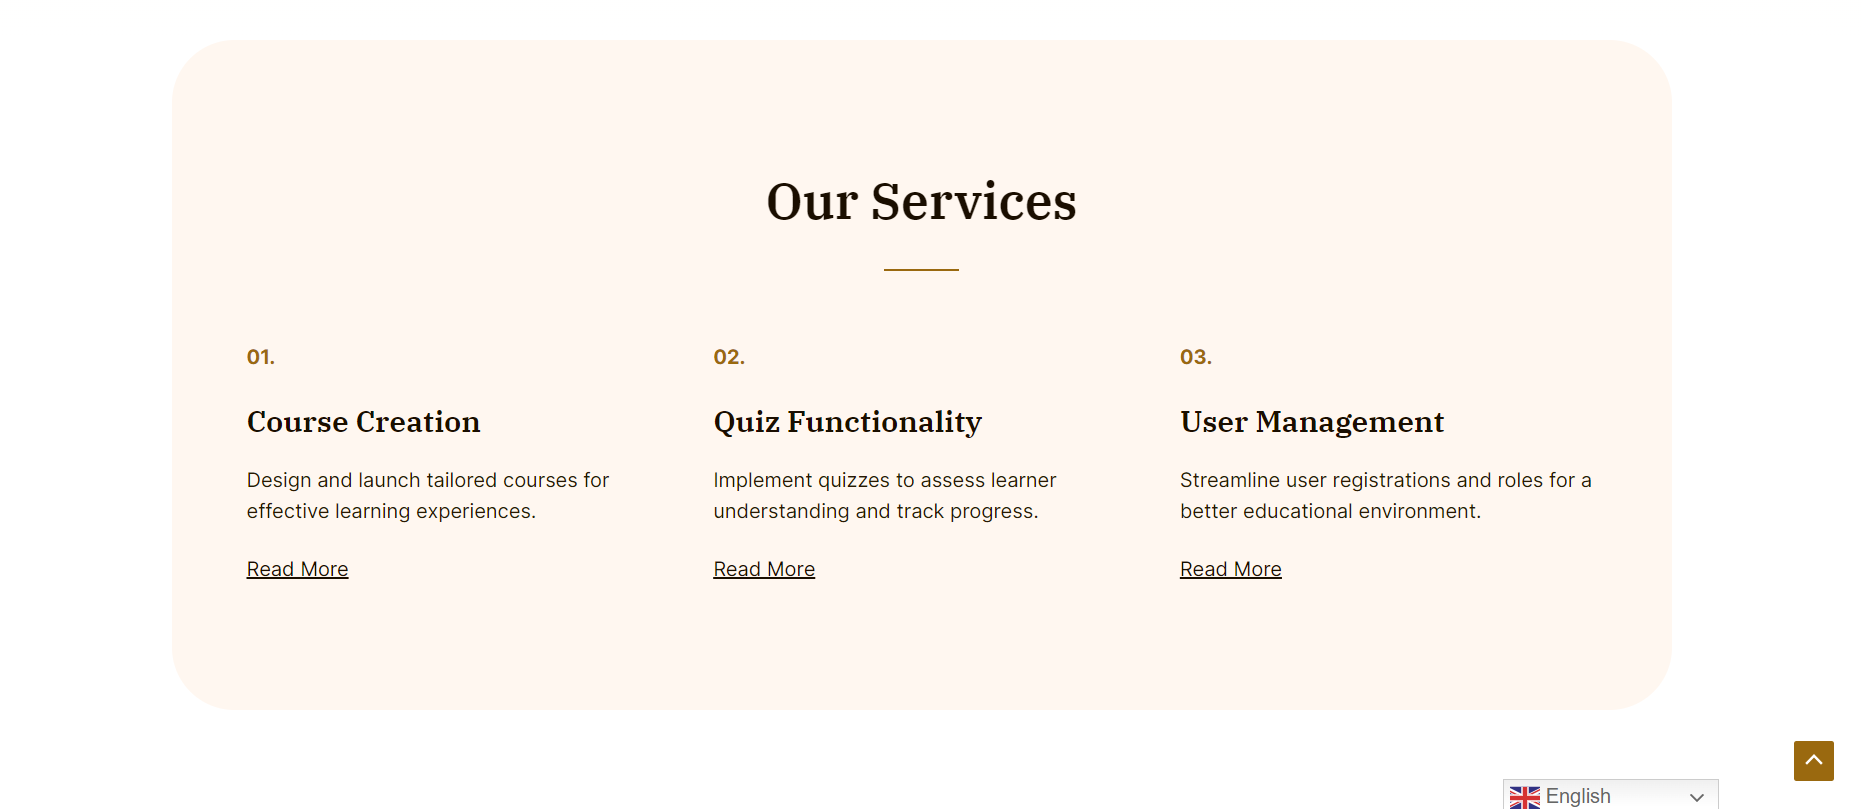 Our Services
01.
Course Creation
Design and launch tailored courses for
effective learning experiences.
Read More
02.
Quiz Functionality
Implement quizzes to assess learner
understanding and track progress.
Read More
03.
User Management
Streamline user registrations and roles for a
better educational environment.
Read More
English